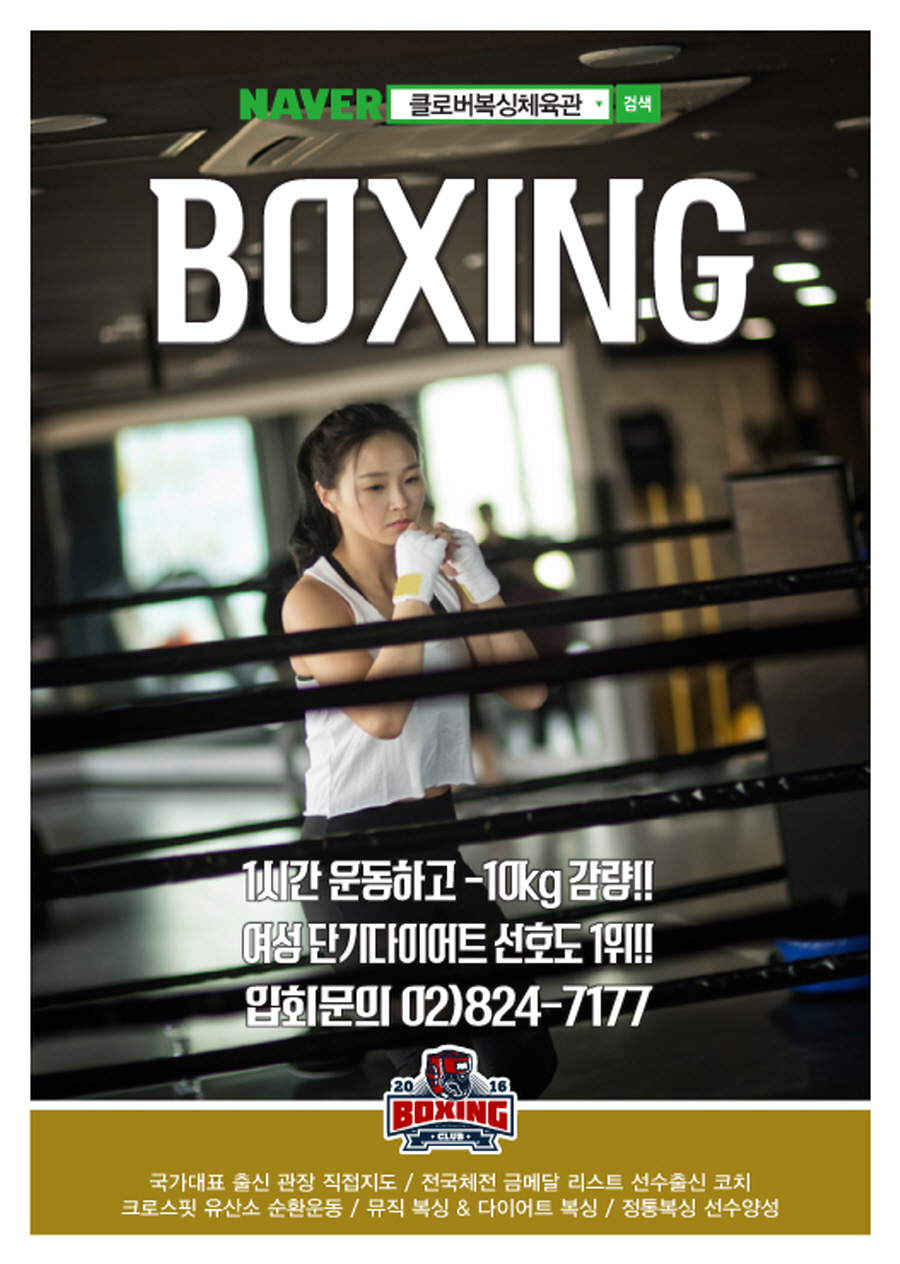 NAVER 클로버복싱체육관 검색
BOXING
1시간 운동하고 -10kg 감량!!
여성 단기다이어트 선호도 1위!!
입회문의 02)824-7177
20 16
BOXING
CLUB
국가대표 출신 관장 직접지도 / 전국체전 금메달 리스트 선수출신 코치
크로스핏 유산소 순환운동 / 뮤직 복싱 & 다이어트 복싱 / 정통복싱 선수양성